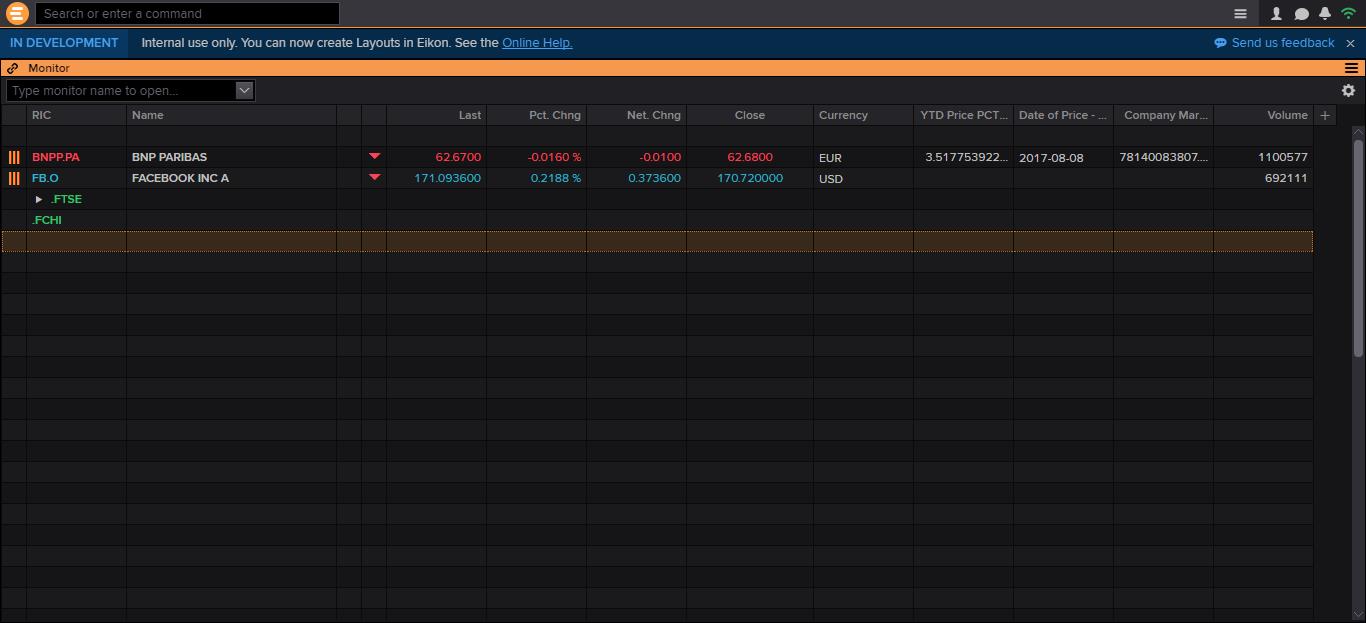 Search or enter a command
IN DEVELOPMENT Internal use only. You can now create Layouts in Eikon. See the Online Help. Send us feedback
Monitor
Type monitor name to open...
RIC Name Last Pct. Chng Net. Chng Close Currency YTD Price PCT... Date of Price - ... Company Mar... Volume +
BNPP.PA BNP PARIBAS 62.6700 -0.0160 % -0.0100 62.6800 EUR 3.517753922... 2017-08-08 78140083807.... 1100577
FB.O FACEBOOK INC A 171.093600 0.2188 % 0.373600 170.720000 USD 692111
.FTSE
.FCHI